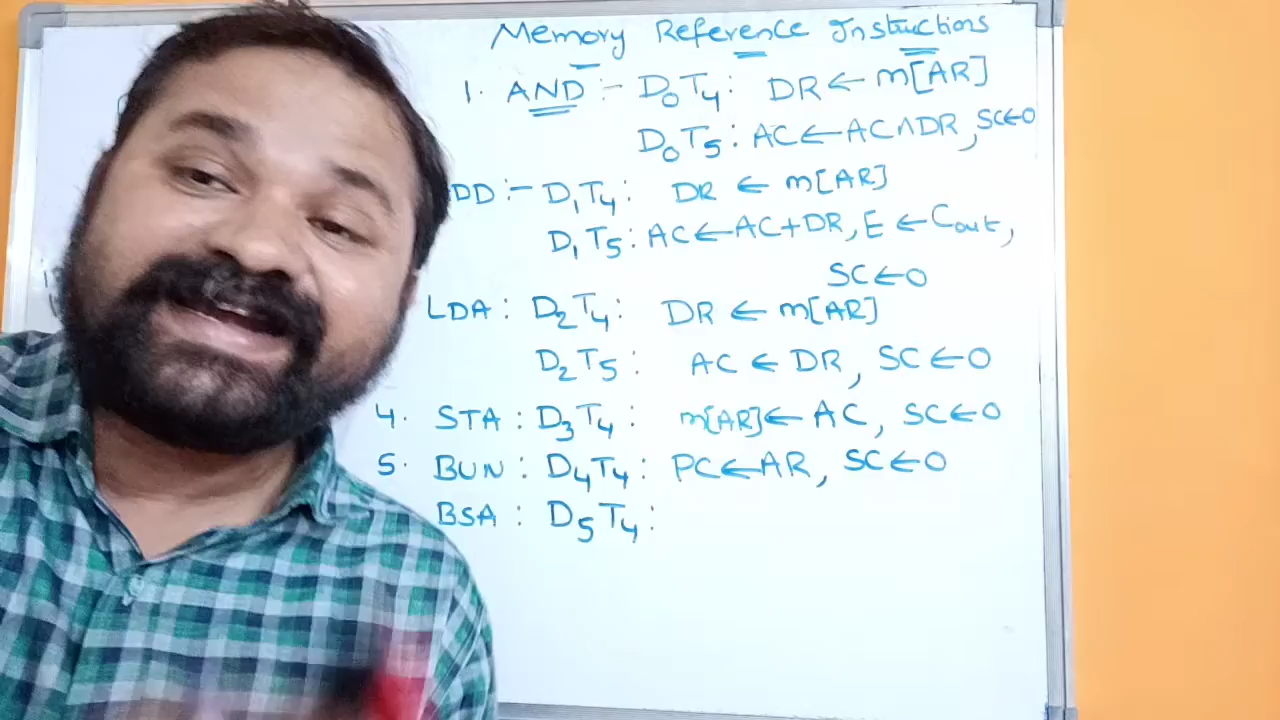 Memory Reference Instructions
1. AND :- D₀T₄: DR ← m[AR]
D₀T₅: AC ← AC∧DR, SC←0
DD :- D₁T₄: DR ← m[AR]
D₁T₅: AC ← AC+DR, E ← Cout,
SC ← 0
LDA : D₂T₄: DR ← m[AR]
D₂T₅: AC ← DR, SC ← 0
4. STA : D₃T₄: m[AR] ← AC, SC←0
5. BUN : D₄T₄: PC ← AR, SC ← 0
BSA : D₅T₄: